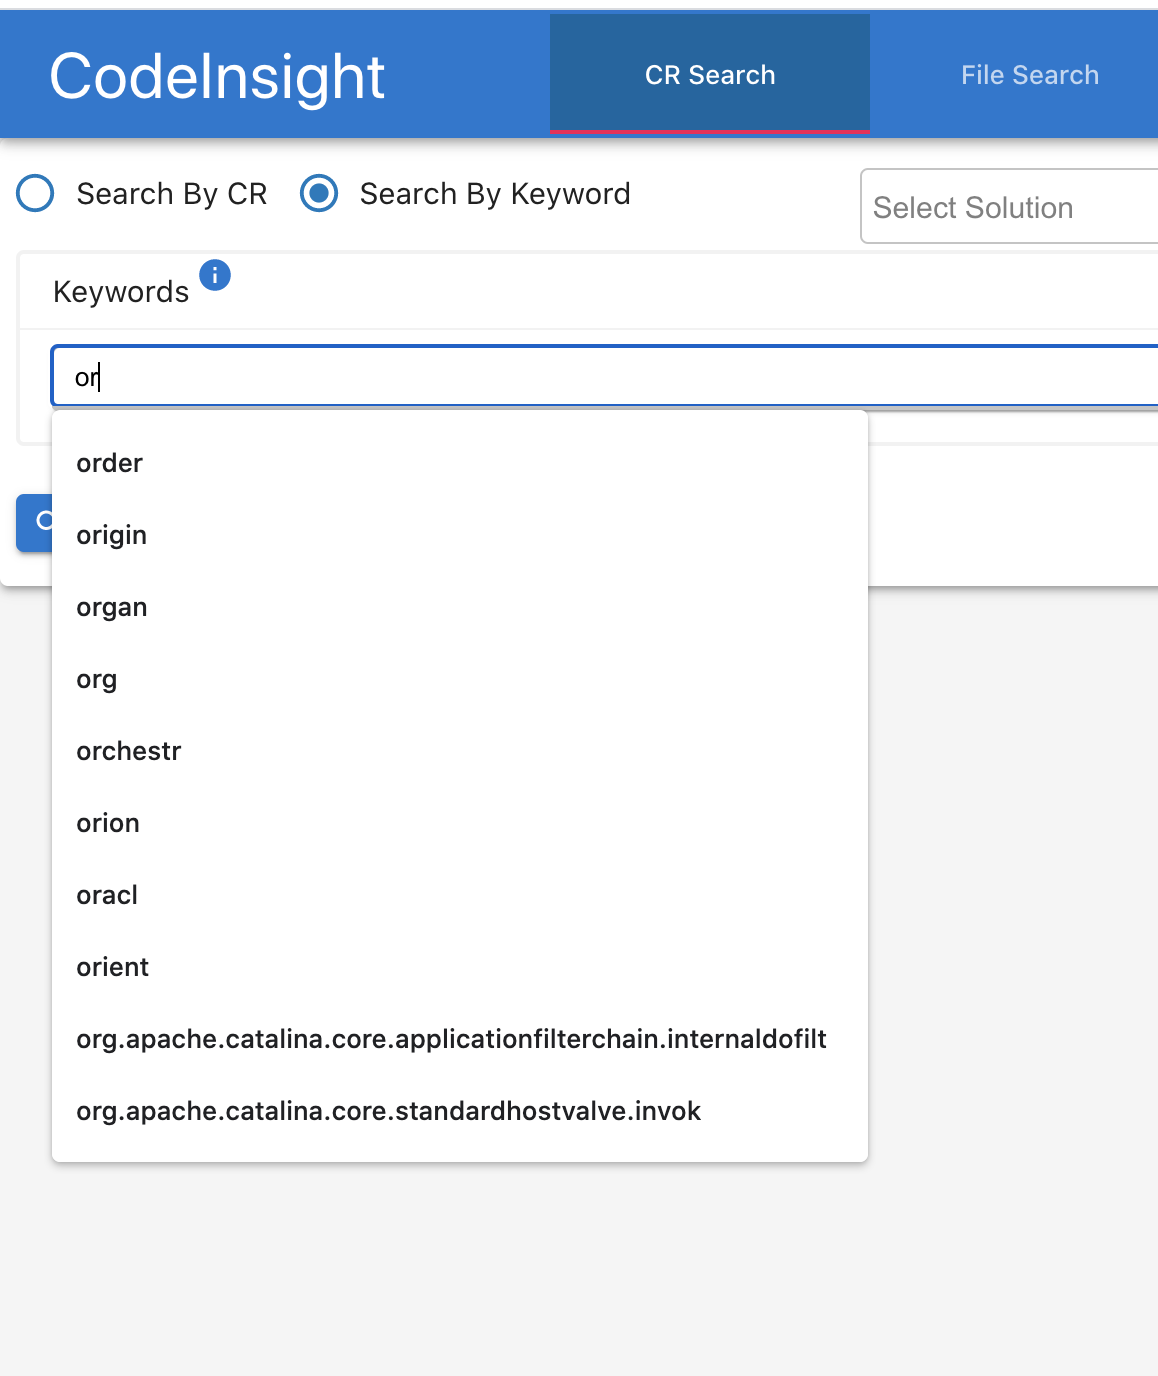 CodeInsight
CR Search
File Search
Search By CR
Search By Keyword
Select Solution
Keywords
or
order
origin
organ
org
orchestr
orion
oracl
orient
org.apache.catalina.core.applicationfilterchain.internaldofilt
org.apache.catalina.core.standardhostvalve.invok